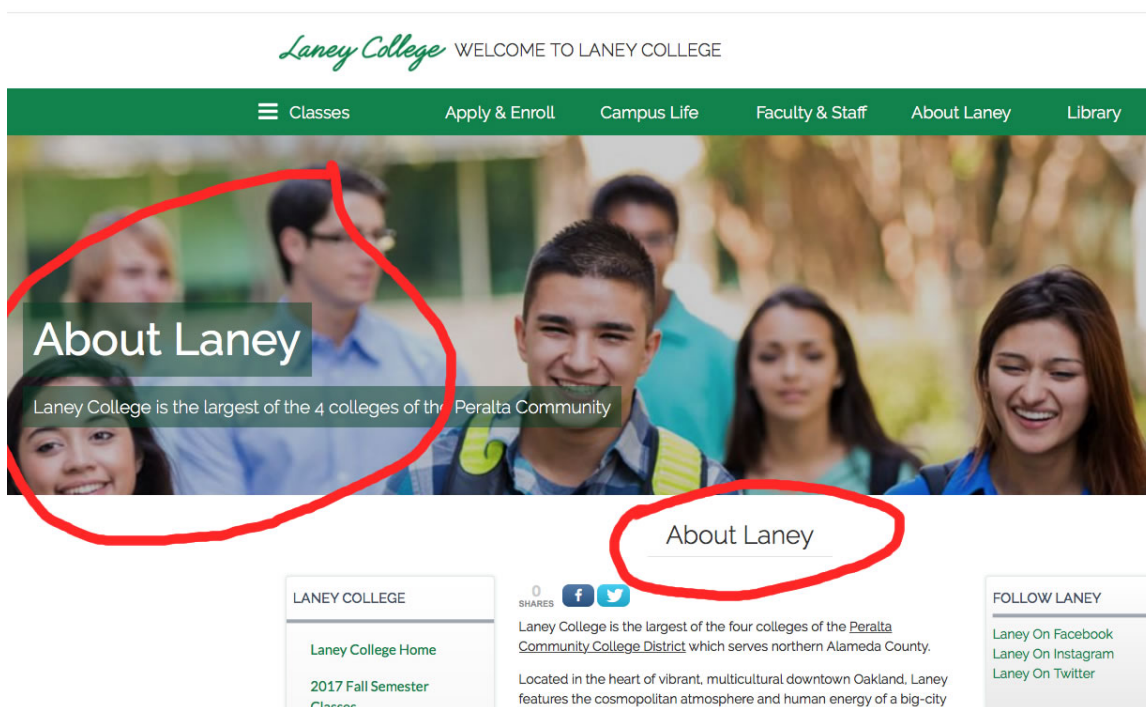 Laney College WELCOME TO LANEY COLLEGE
Classes Apply & Enroll Campus Life Faculty & Staff About Laney Library
About Laney
Laney College is the largest of the 4 colleges of the Peralta Community
About Laney
LANEY COLLEGE
Laney College Home
2017 Fall Semester
Classes
0
SHARES
Laney College is the largest of the four colleges of the Peralta
Community College District which serves northern Alameda County.
Located in the heart of vibrant, multicultural downtown Oakland, Laney
features the cosmopolitan atmosphere and human energy of a big-city
FOLLOW LANEY
Laney On Facebook
Laney On Instagram
Laney On Twitter